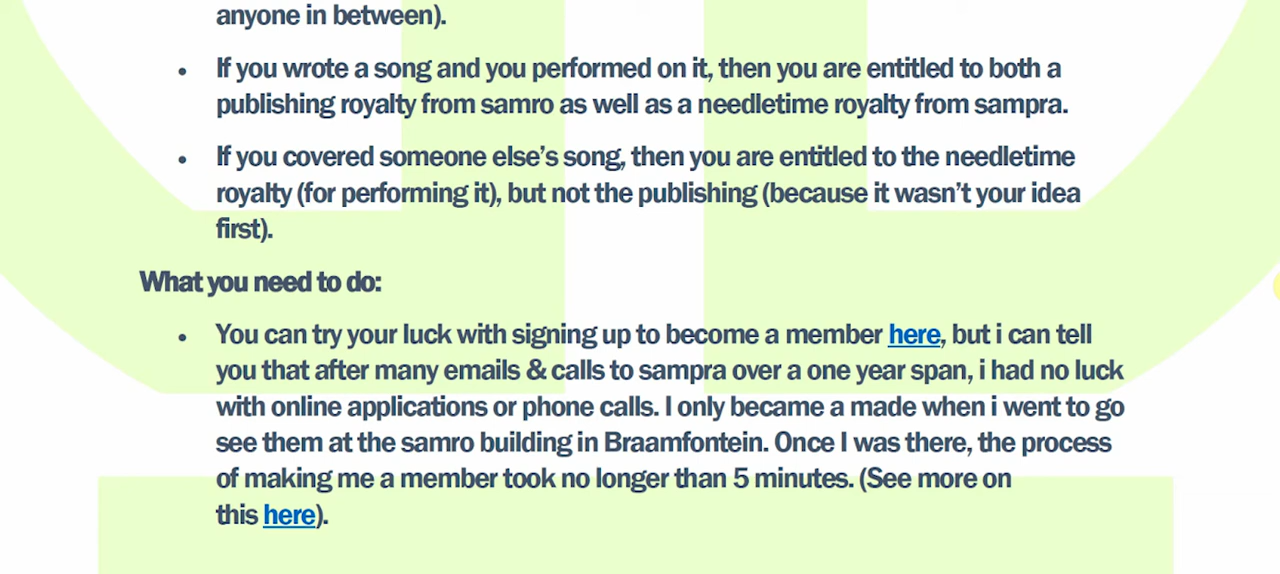 anyone in between).
• If you wrote a song and you performed on it, then you are entitled to both a
publishing royalty from samro as well as a needletime royalty from sampra.
• If you covered someone else’s song, then you are entitled to the needletime
royalty (for performing it), but not the publishing (because it wasn’t your idea
first).
What you need to do:
• You can try your luck with signing up to become a member here, but i can tell
you that after many emails & calls to sampra over a one year span, i had no luck
with online applications or phone calls. I only became a made when i went to go
see them at the samro building in Braamfontein. Once I was there, the process
of making me a member took no longer than 5 minutes. (See more on
this here).